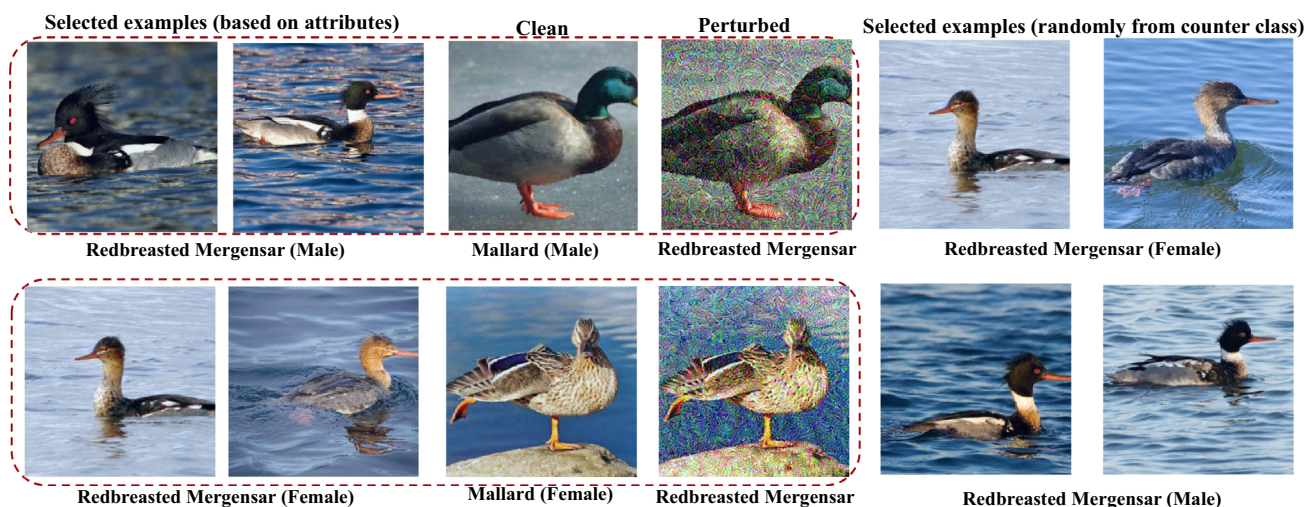 Selected examples (based on attributes)
Clean
Perturbed
Selected examples (randomly from counter class)
Redbreasted Mergensar (Male)
Mallard (Male)
Redbreasted Mergensar
Redbreasted Mergensar (Female)
Redbreasted Mergensar (Female)
Mallard (Female)
Redbreasted Mergensar
Redbreasted Mergensar (Male)